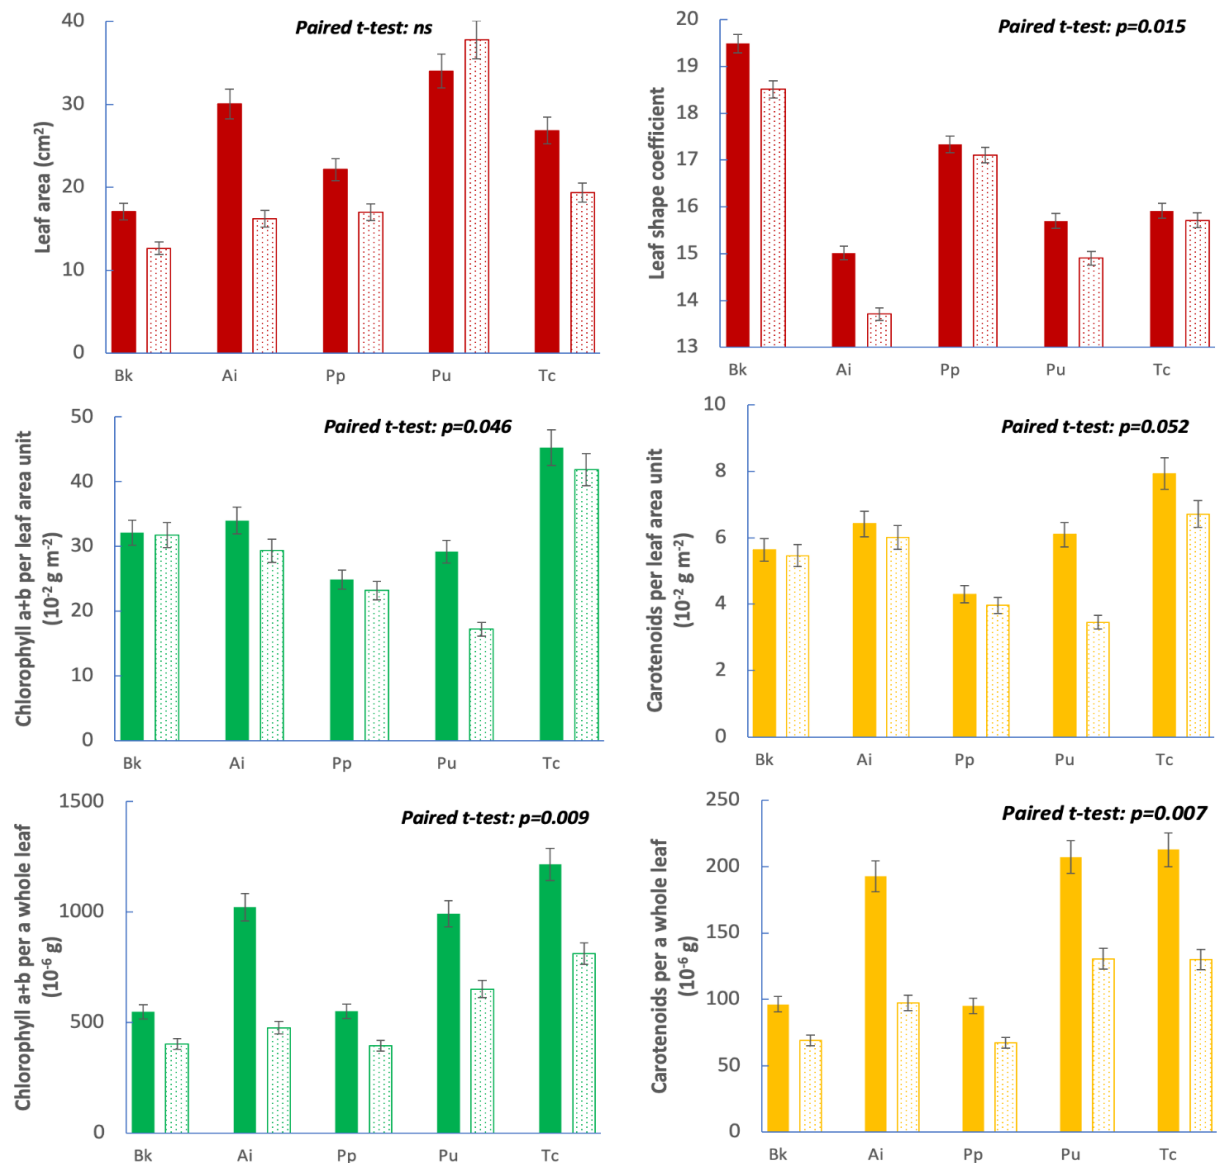 Paired t-test: ns
Leaf area (cm²)
40
30
20
10
0
Bk Ai Pp Pu Tc
Paired t-test: p=0.015
Leaf shape coefficient
20
19
18
17
16
15
14
13
Bk Ai Pp Pu Tc
Paired t-test: p=0.046
Chlorophyll a+b per leaf area unit
(10⁻² g m⁻²)
50
40
30
20
10
0
Bk Ai Pp Pu Tc
Paired t-test: p=0.052
Carotenoids per leaf area unit
(10⁻² g m⁻²)
10
8
6
4
2
0
Bk Ai Pp Pu Tc
Paired t-test: p=0.009
Chlorophyll a+b per a whole leaf
(10⁻⁶ g)
1500
1000
500
0
Bk Ai Pp Pu Tc
Paired t-test: p=0.007
Carotenoids per a whole leaf
(10⁻⁶ g)
250
200
150
100
50
0
Bk Ai Pp Pu Tc